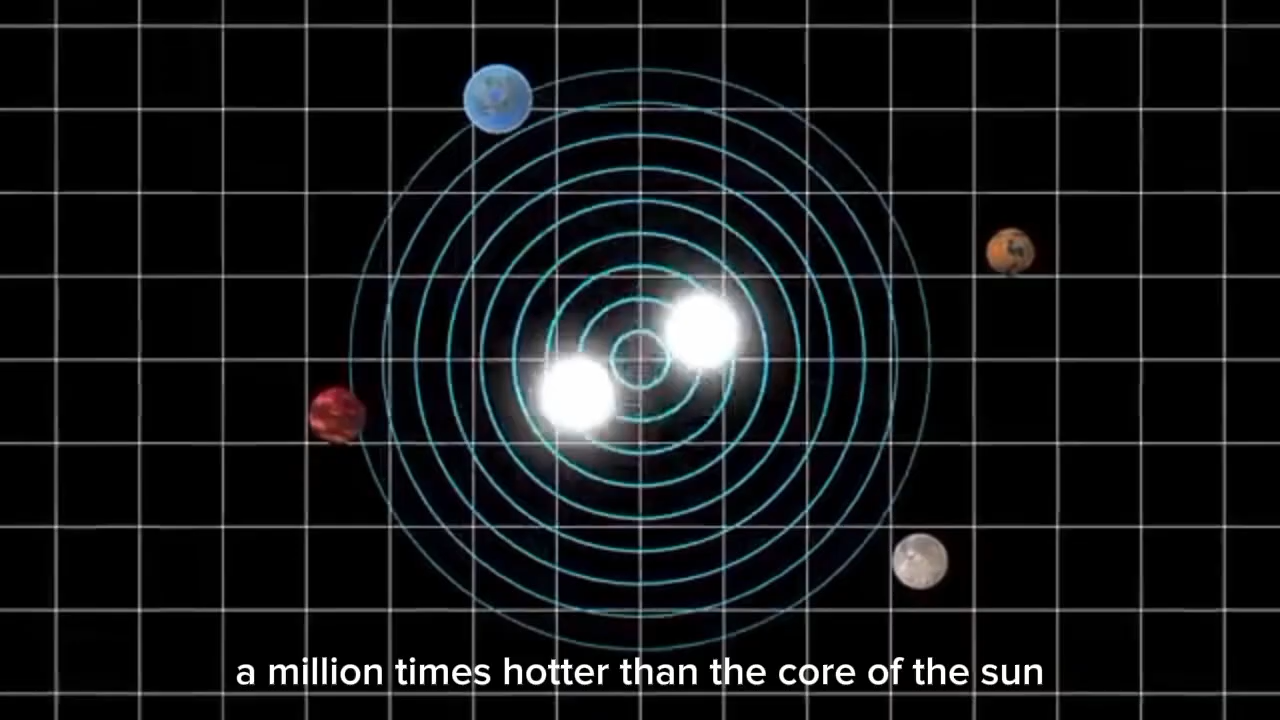 a million times hotter than the core of the sun